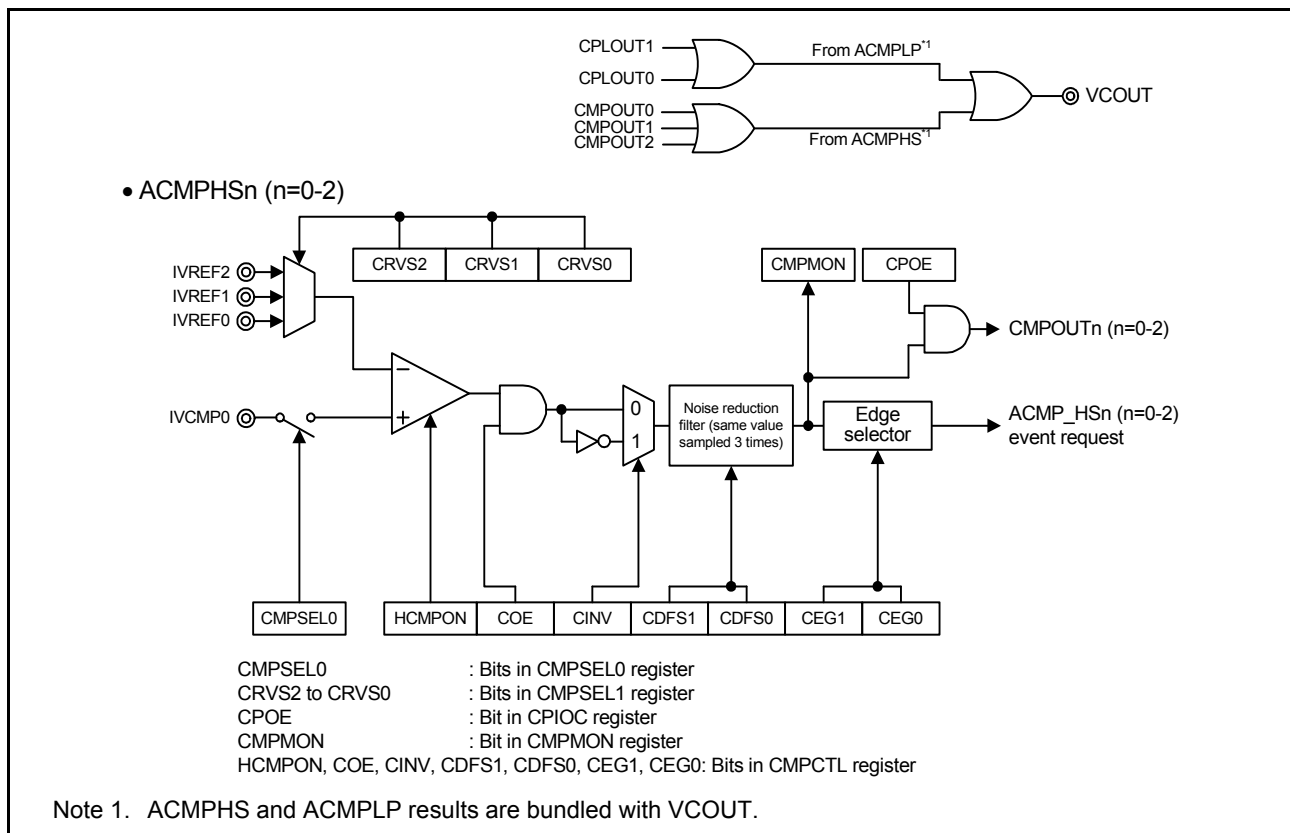 CPLOUT1
From ACMPLP*1
CPLOUT0
VCOUT
CMPOUT0
CMPOUT1
CMPOUT2
From ACMPHS*1
• ACMPHSn (n=0-2)
CRVS2 CRVS1 CRVS0
CMPMON
CPOE
IVREF2
IVREF1
IVREF0
CMPOUTn (n=0-2)
−
+
IVCMP0
0
1
Noise reduction
filter (same value
sampled 3 times)
Edge
selector
ACMP_HSn (n=0-2)
event request
CMPSEL0
HCMPON COE CINV CDFS1 CDFS0 CEG1 CEG0
CMPSEL0 : Bits in CMPSEL0 register
CRVS2 to CRVS0 : Bits in CMPSEL1 register
CPOE : Bit in CPIOC register
CMPMON : Bit in CMPMON register
HCMPON, COE, CINV, CDFS1, CDFS0, CEG1, CEG0: Bits in CMPCTL register
Note 1. ACMPHS and ACMPLP results are bundled with VCOUT.